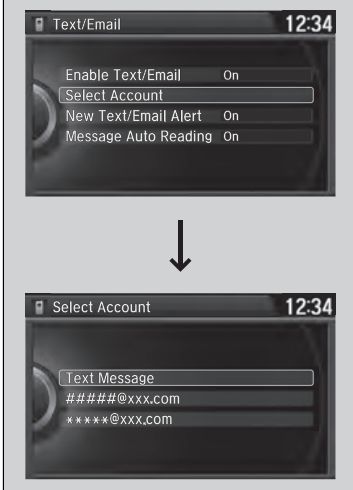 Text/Email 12:34
Enable Text/Email On
Select Account
New Text/Email Alert On
Message Auto Reading On
Select Account 12:34
Text Message
#####@xxx.com
*****@xxx.com